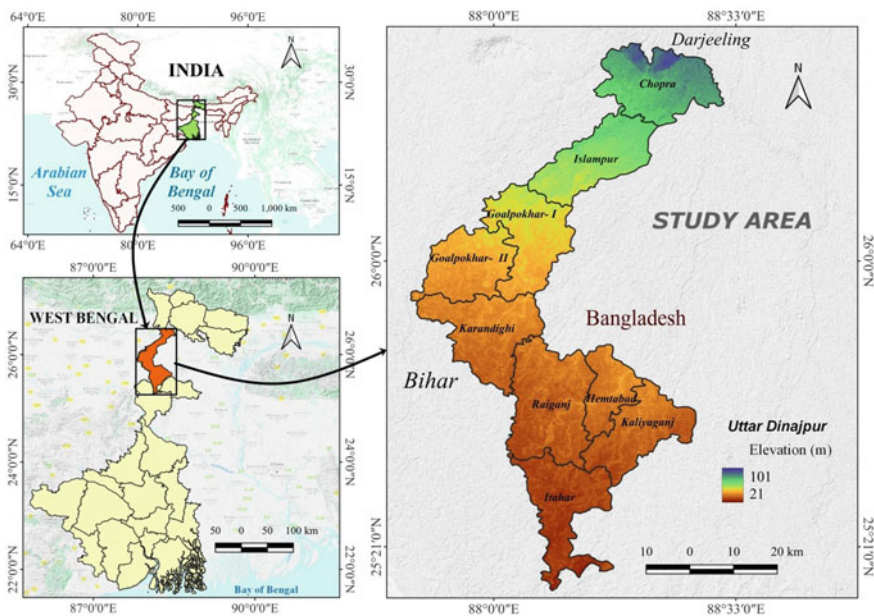 64°0'E 80°0'E 96°0'E
N
INDIA
30°0'N
30°0'N
15°0'N
15°0'N
Arabian
Sea
Bay of
Bengal
500 0 500 1,000 km
64°0'E 80°0'E 96°0'E
87°0'0"E 90°0'0"E
WEST BENGAL
N
26°0'0"N
26°0'0"N
24°0'0"N
24°0'0"N
22°0'0"N
22°0'0"N
50 0 50 100 km
Bay of Bengal
87°0'0"E 90°0'0"E
88°0'0"E 88°33'0"E
Darjeeling
N
Chopra
Islampur
Goalpokhar- I
STUDY AREA
26°0'0"N
26°0'0"N
Goalpokhar- II
Karandighi
Bangladesh
Bihar
Raiganj
Hemtabad
Kaliyaganj
Uttar Dinajpur
Elevation (m)
101
21
Itahar
25°21'0"N
25°21'0"N
10 0 10 20 km
88°0'0"E 88°33'0"E